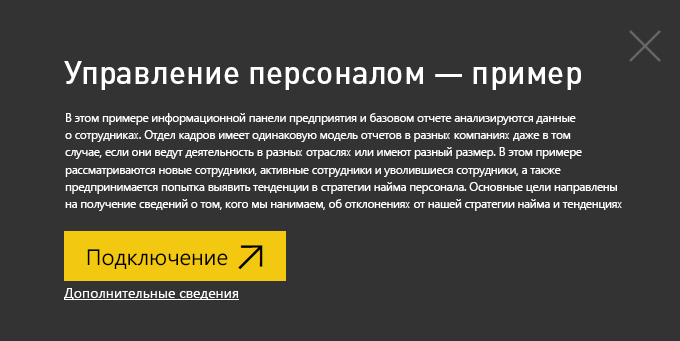 Управление персоналом — пример
В этом примере информационной панели предприятия и базовом отчете анализируются данные
о сотрудниках. Отдел кадров имеет одинаковую модель отчетов в разных компаниях даже в том
случае, если они ведут деятельность в разных отраслях или имеют разный размер. В этом примере
рассматриваются новые сотрудники, активные сотрудники и уволившиеся сотрудники, а также
предпринимается попытка выявить тенденции в стратегии найма персонала. Основные цели направлены
на получение сведений о том, кого мы нанимаем, об отклонениях от нашей стратегии найма и тенденциях
Подключение
Дополнительные сведения